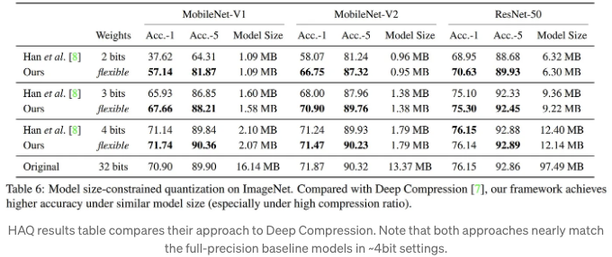 MobileNet-V1 MobileNet-V2 ResNet-50
Weights Acc.-1 Acc.-5 Model Size Acc.-1 Acc.-5 Model Size Acc.-1 Acc.-5 Model Size
Han et al. [8] 2 bits 37.62 64.31 1.09 MB 58.07 81.24 0.96 MB 68.95 88.68 6.32 MB
Ours flexible 57.14 81.87 1.09 MB 66.75 87.32 0.95 MB 70.63 89.93 6.30 MB
Han et al. [8] 3 bits 65.93 86.85 1.60 MB 68.00 87.96 1.38 MB 75.10 92.33 9.36 MB
Ours flexible 67.66 88.21 1.58 MB 70.90 89.76 1.38 MB 75.30 92.45 9.22 MB
Han et al. [8] 4 bits 71.14 89.84 2.10 MB 71.24 89.93 1.79 MB 76.15 92.88 12.40 MB
Ours flexible 71.74 90.36 2.07 MB 71.47 90.23 1.79 MB 76.14 92.89 12.14 MB
Original 32 bits 70.90 89.90 16.14 MB 71.87 90.32 13.37 MB 76.15 92.86 97.49 MB
Table 6: Model size-constrained quantization on ImageNet. Compared with Deep Compression [7], our framework achieves
higher accuracy under similar model size (especially under high compression ratio).
HAQ results table compares their approach to Deep Compression. Note that both approaches nearly match
the full-precision baseline models in ~4bit settings.